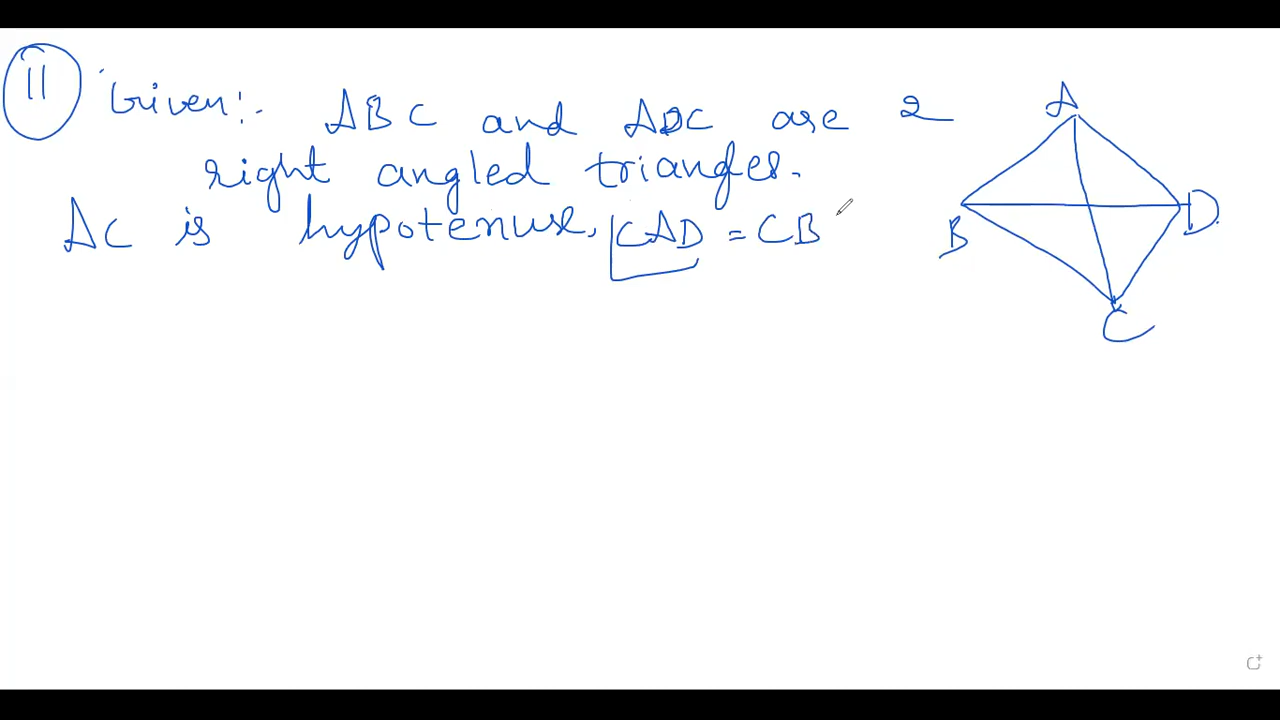 11 Given:- ABC and ADC are 2
right angled triangles.
AC is hypotenuse, ∠CAD = CB
A
B
D
C